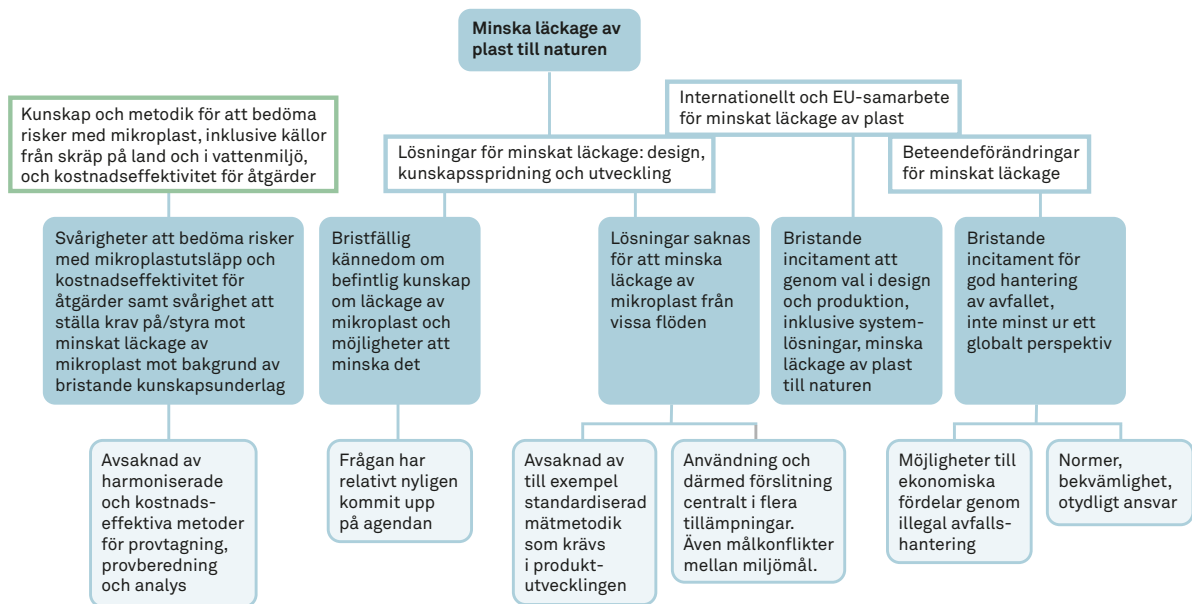 Minska läckage av
plast till naturen
Kunskap och metodik för att bedöma
risker med mikroplast, inklusive källor
från skräp på land och i vattenmiljö,
och kostnadseffektivitet för åtgärder
Lösningar för minskat läckage: design,
kunskapsspridning och utveckling
Internationellt och EU-samarbete
för minskat läckage av plast
Beteendeförändringar
för minskat läckage
Svårigheter att bedöma risker
med mikroplastutsläpp och
kostnadseffektivitet för
åtgärder samt svårighet att
ställa krav på/styra mot
minskat läckage av
mikroplast mot bakgrund av
bristande kunskapsunderlag
Bristfällig
kännedom om
befintlig kunskap
om läckage av
mikroplast och
möjligheter att
minska det
Lösningar saknas
för att minska
läckage av
mikroplast från
vissa flöden
Bristande
incitament att
genom val i design
och produktion,
inklusive system-
lösningar, minska
läckage av plast
till naturen
Bristande
incitament för
god hantering
av avfallet,
inte minst ur ett
globalt perspektiv
Avsaknad av
harmoniserade
och kostnads-
effektiva metoder
för provtagning,
provberedning
och analys
Frågan har
relativt nyligen
kommit upp
på agendan
Avsaknad av
till exempel
standardiserad
mätmetodik
som krävs
i produkt-
utvecklingen
Användning och
därmed förslitning
centralt i flera
tillämpningar.
Även målkonflikter
mellan miljömål.
Möjligheter till
ekonomiska
fördelar genom
illegal avfalls-
hantering
Normer,
bekvämlighet,
otydligt ansvar